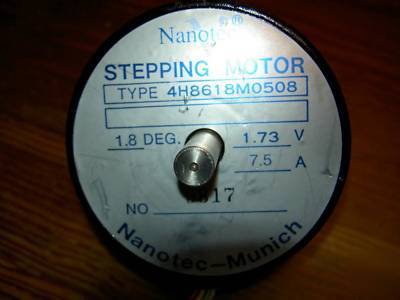 Nanotec ®
STEPPING MOTOR
TYPE 4H8618M0508
1.8 DEG. 1.73 V
7.5 A
NO
Nanotec-Munich